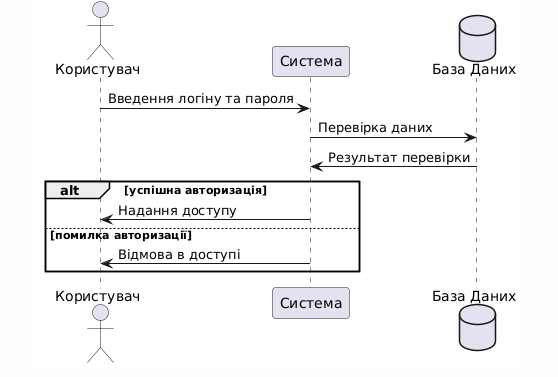 Користувач
Система
База Даних
Введення логіну та пароля
Перевірка даних
Результат перевірки
alt [успішна авторизація]
Надання доступу
[помилка авторизації]
Відмова в доступі
Користувач
Система
База Даних